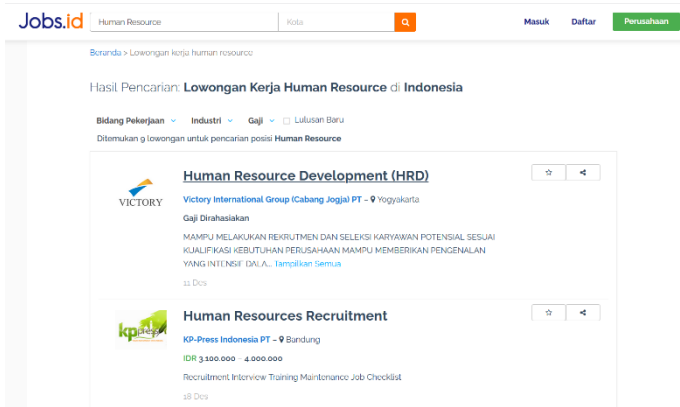 Jobs.id Human Resource Kota Masuk Daftar Perusahaan
Beranda > Lowongan kerja human resource
Hasil Pencarian: Lowongan Kerja Human Resource di Indonesia
Bidang Pekerjaan Industri Gaji Lulusan Baru
Ditemukan 9 lowongan untuk pencarian posisi Human Resource
VICTORY
Human Resource Development (HRD)
Victory International Group (Cabang Jogja) PT - Yogyakarta
Gaji Dirahasiakan
MAMPU MELAKUKAN REKRUTMEN DAN SELEKSI KARYAWAN POTENSIAL SESUAI
KUALIFIKASI KEBUTUHAN PERUSAHAAN MAMPU MEMBERIKAN PENGENALAN
YANG INTENSIF DALA... Tampilkan Semua
11 Des
kppress
Human Resources Recruitment
KP-Press Indonesia PT - Bandung
IDR 3.100.000 - 4.000.000
Recruitment Interview Training Maintenance Job Checklist
18 Des